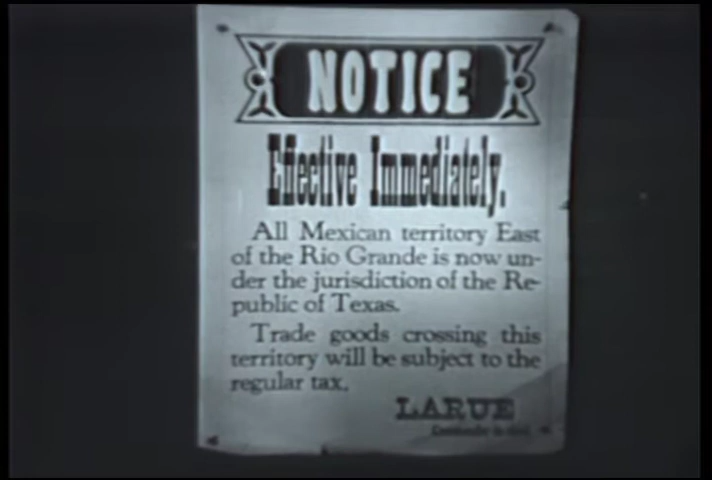 NOTICE
Effective Immediately.
All Mexican territory East
of the Rio Grande is now un-
der the jurisdiction of the Re-
public of Texas.
Trade goods crossing this
territory will be subject to the
regular tax.
LARUE